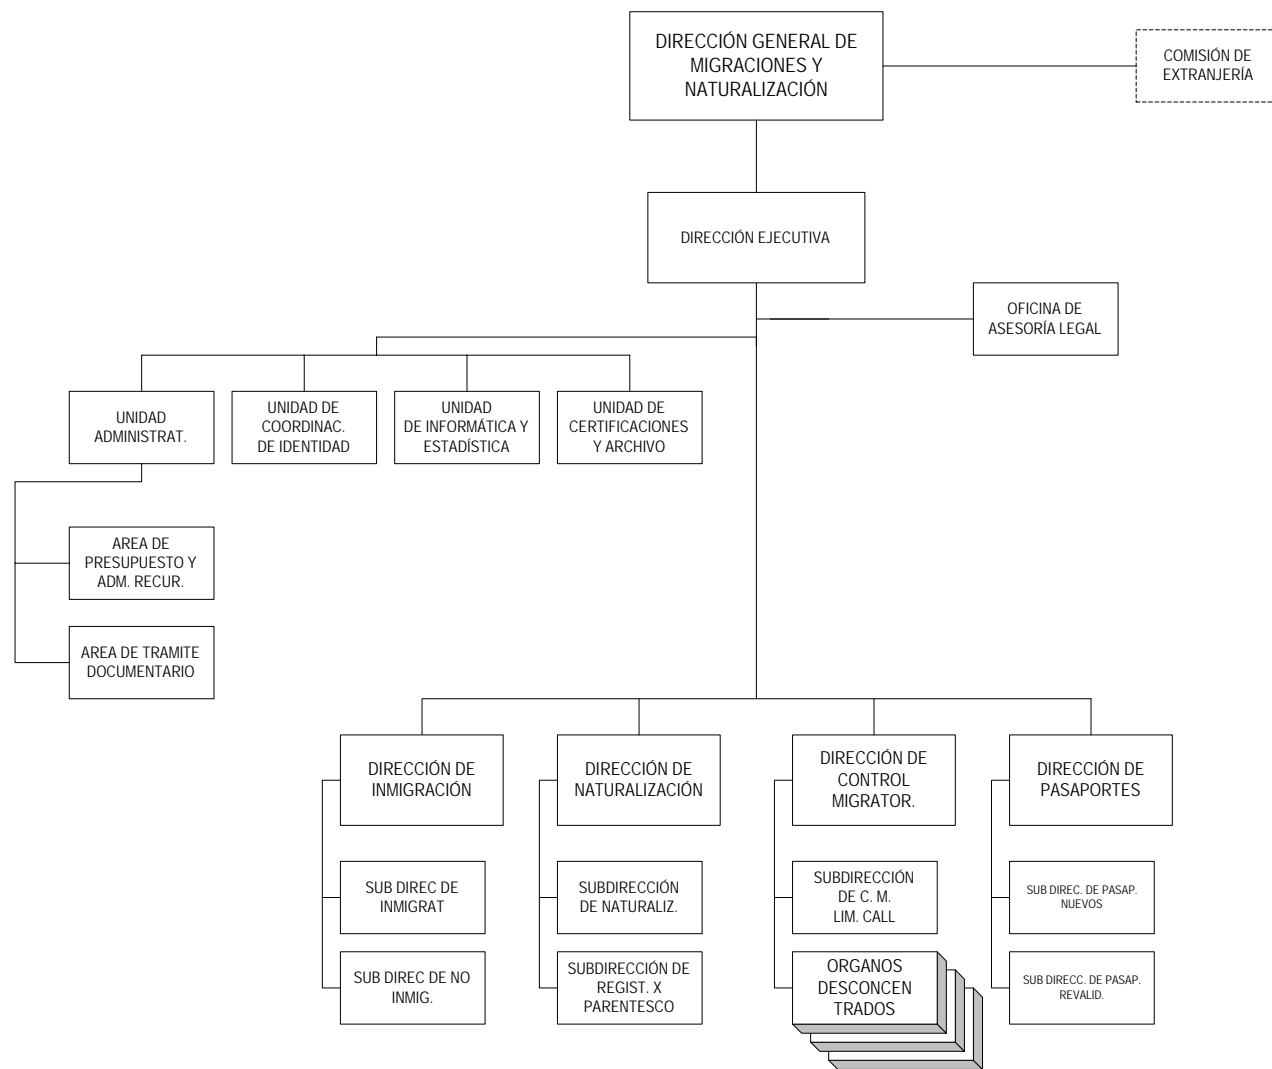 DIRECCIÓN GENERAL DE
MIGRACIONES Y
NATURALIZACIÓN
COMISIÓN DE
EXTRANJERÍA
DIRECCIÓN EJECUTIVA
OFICINA DE
ASESORÍA LEGAL
UNIDAD
ADMINISTRAT.
UNIDAD DE
COORDINAC.
DE IDENTIDAD
UNIDAD
DE INFORMÁTICA Y
ESTADÍSTICA
UNIDAD DE
CERTIFICACIONES
Y ARCHIVO
AREA DE
PRESUPUESTO Y
ADM. RECUR.
AREA DE TRAMITE
DOCUMENTARIO
DIRECCIÓN DE
INMIGRACIÓN
DIRECCIÓN DE
NATURALIZACIÓN
DIRECCIÓN DE
CONTROL
MIGRATOR.
DIRECCIÓN DE
PASAPORTES
SUB DIREC DE
INMIGRAT
SUBDIRECCIÓN
DE NATURALIZ.
SUBDIRECCIÓN
DE C. M.
LIM. CALL
SUB DIREC. DE PASAP.
NUEVOS
SUB DIREC DE NO
INMIG.
SUBDIRECCIÓN DE
REGIST. X
PARENTESCO
ORGANOS
DESCONCEN
TRADOS
SUB DIRECC. DE PASAP.
REVALID.